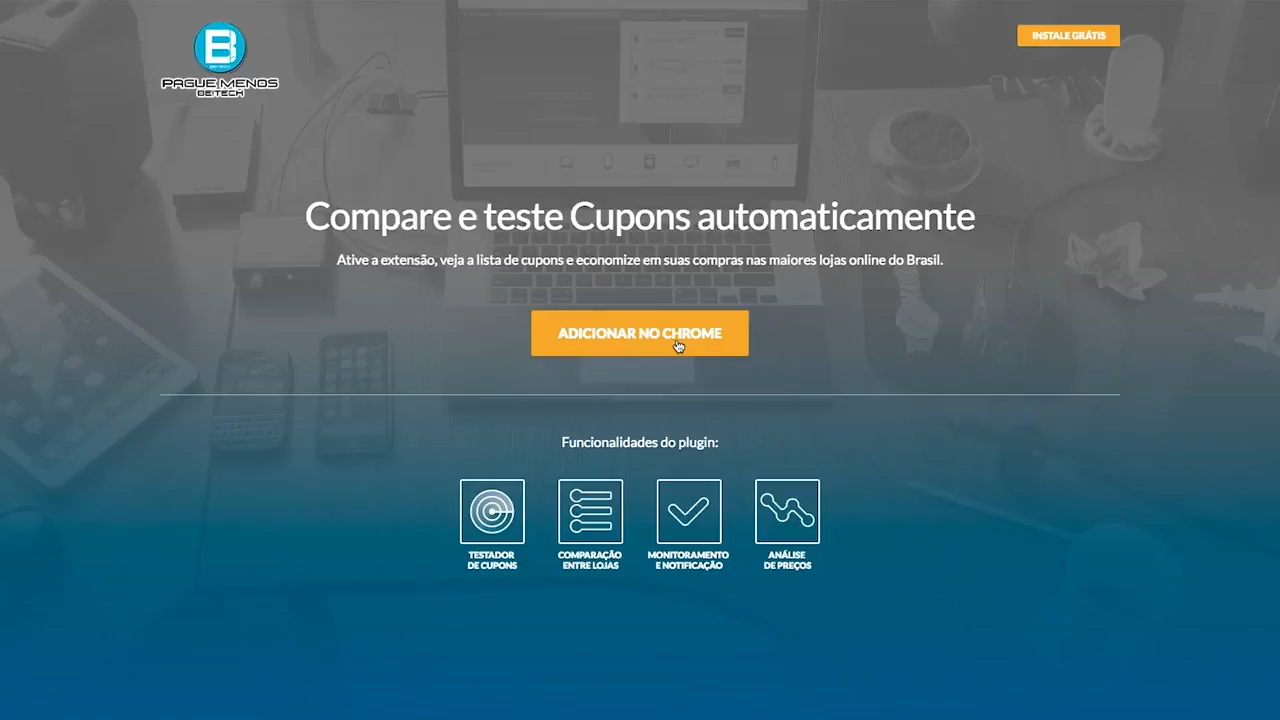 B
PAGUE MENOS
BE!TECH
INSTALE GRÁTIS
Compare e teste Cupons automaticamente
Ative a extensão, veja a lista de cupons e economize em suas compras nas maiores lojas online do Brasil.
ADICIONAR NO CHROME
Funcionalidades do plugin:
TESTADOR
DE CUPONS
COMPARAÇÃO
ENTRE LOJAS
MONITORAMENTO
E NOTIFICAÇÃO
ANÁLISE
DE PREÇOS